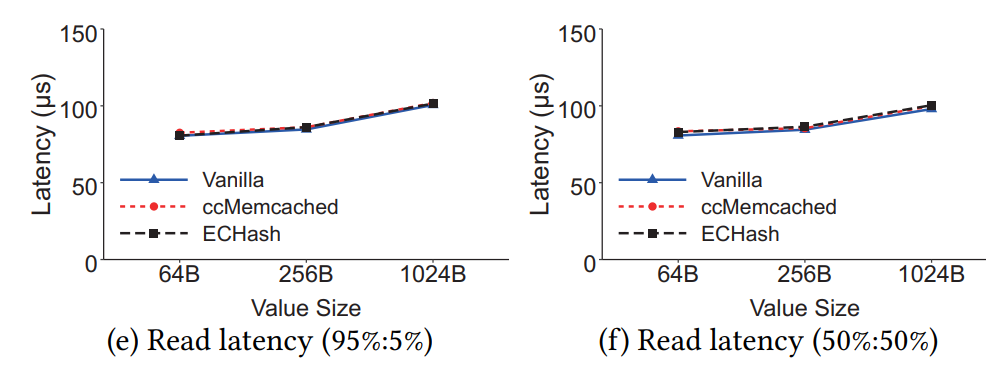 150
100
50
0
Latency (μs)
Vanilla
ccMemcached
ECHash
64B 256B 1024B
Value Size
(e) Read latency (95%:5%)
150
100
50
0
Latency (μs)
Vanilla
ccMemcached
ECHash
64B 256B 1024B
Value Size
(f) Read latency (50%:50%)